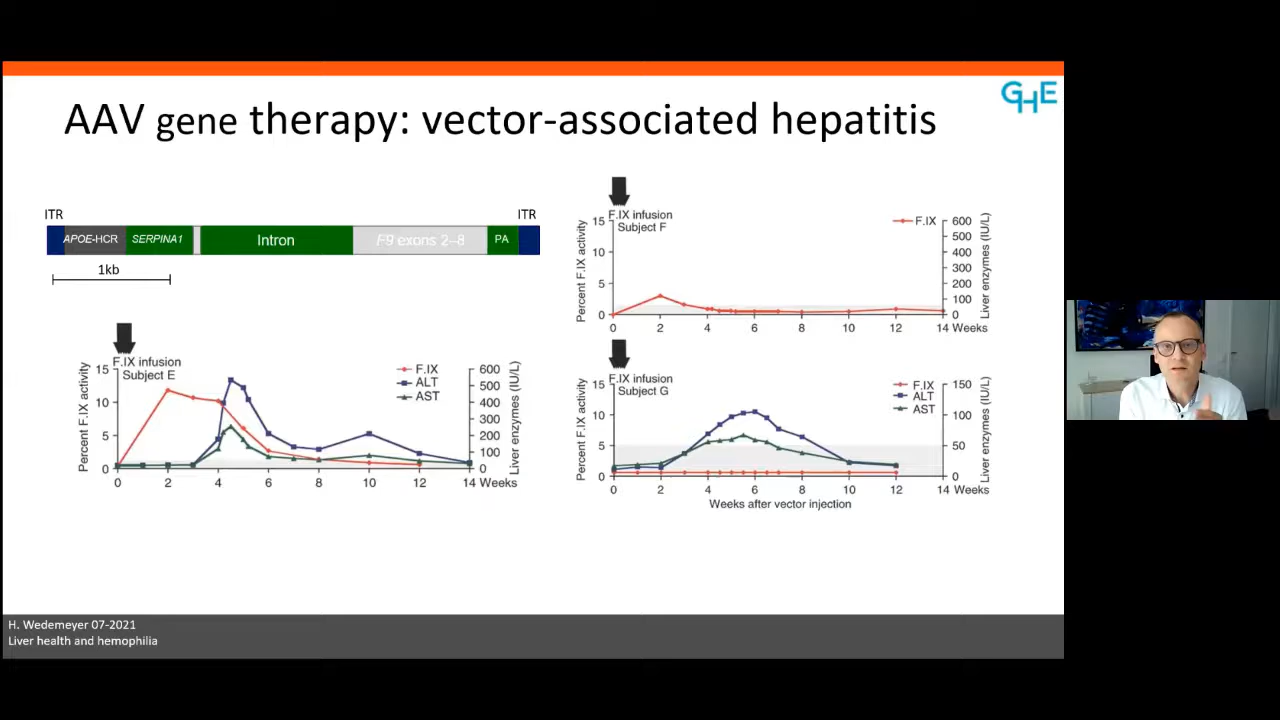 GHE
AAV gene therapy: vector-associated hepatitis
ITR
ITR
APOE-HCR
SERPINA1
Intron
F9 exons 2–8
PA
1kb
F.IX infusion
Subject E
F.IX
ALT
AST
Percent F.IX activity
15
10
5
0
600
500
400
300
200
100
0
Liver enzymes (IU/L)
0 2 4 6 8 10 12 14 Weeks
F.IX infusion
Subject F
F.IX
Percent F.IX activity
15
10
5
0
600
500
400
300
200
100
0
Liver enzymes (IU/L)
0 2 4 6 8 10 12 14 Weeks
F.IX infusion
Subject G
F.IX
ALT
AST
Percent F.IX activity
15
10
5
0
150
100
50
0
Liver enzymes (IU/L)
0 2 4 6 8 10 12 14 Weeks
Weeks after vector injection
H. Wedemeyer 07-2021
Liver health and hemophilia